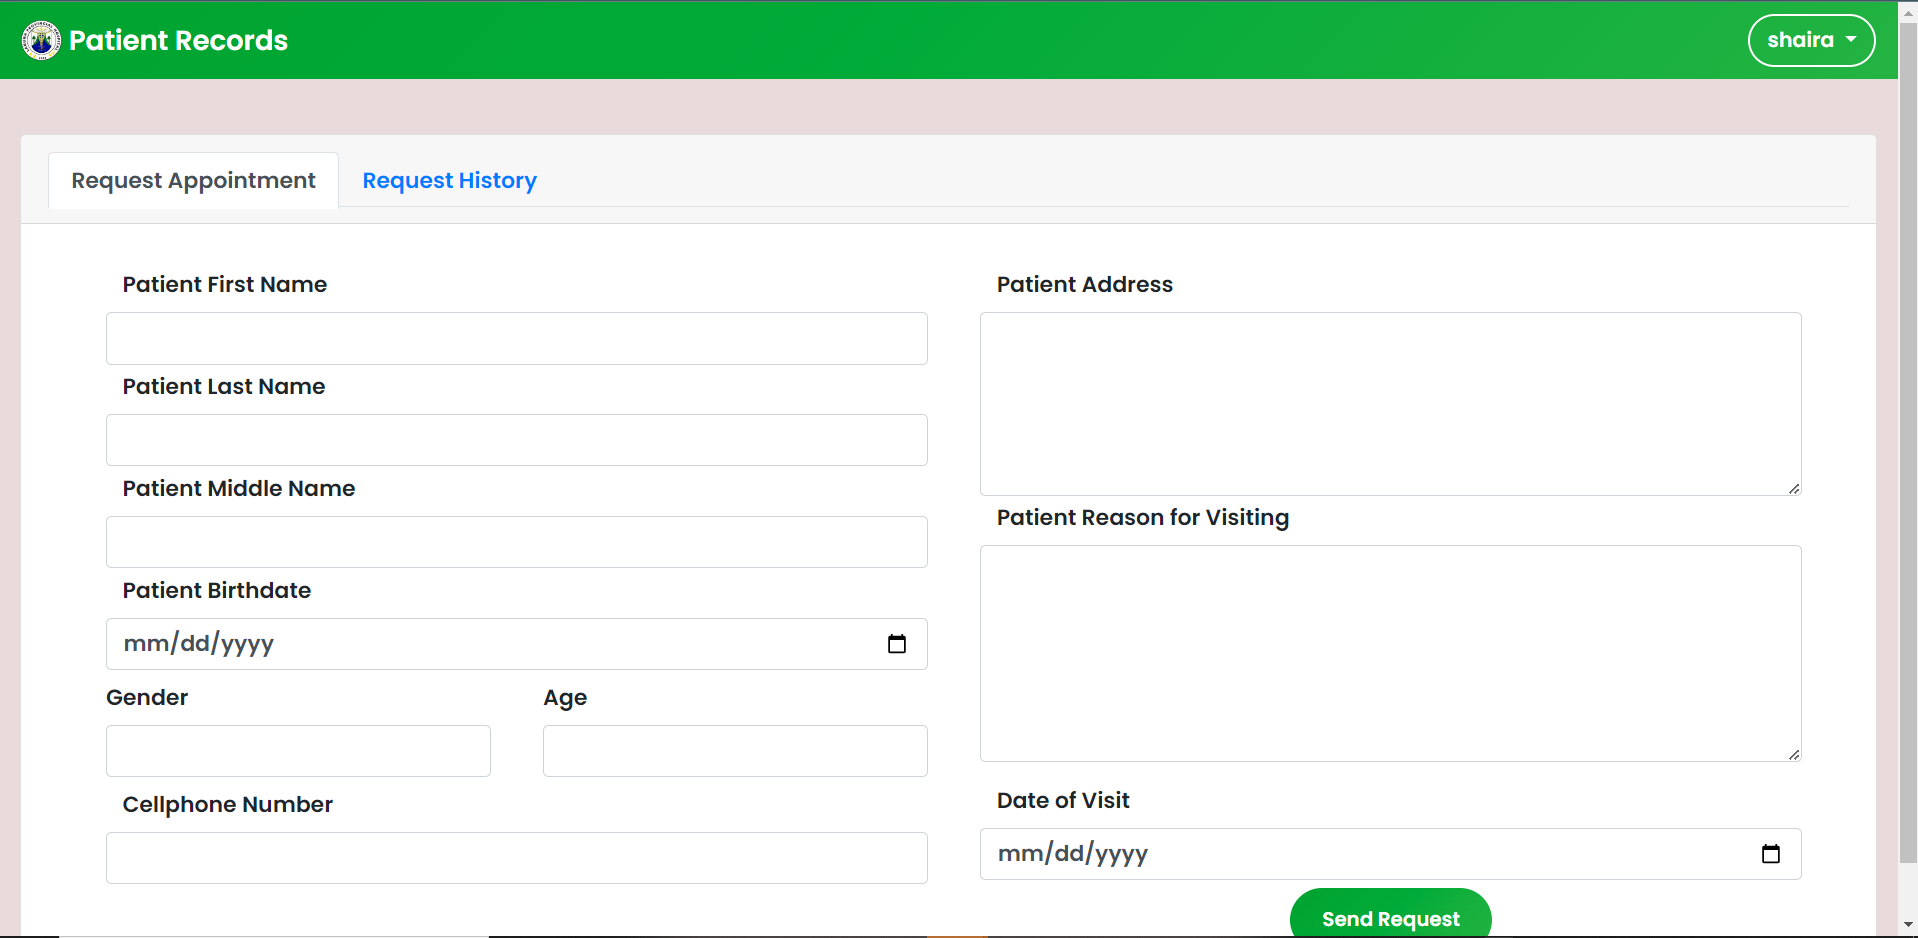 Patient Records
shaira
Request Appointment
Request History
Patient First Name
Patient Last Name
Patient Middle Name
Patient Birthdate
mm/dd/yyyy
Gender
Age
Cellphone Number
Patient Address
Patient Reason for Visiting
Date of Visit
mm/dd/yyyy
Send Request